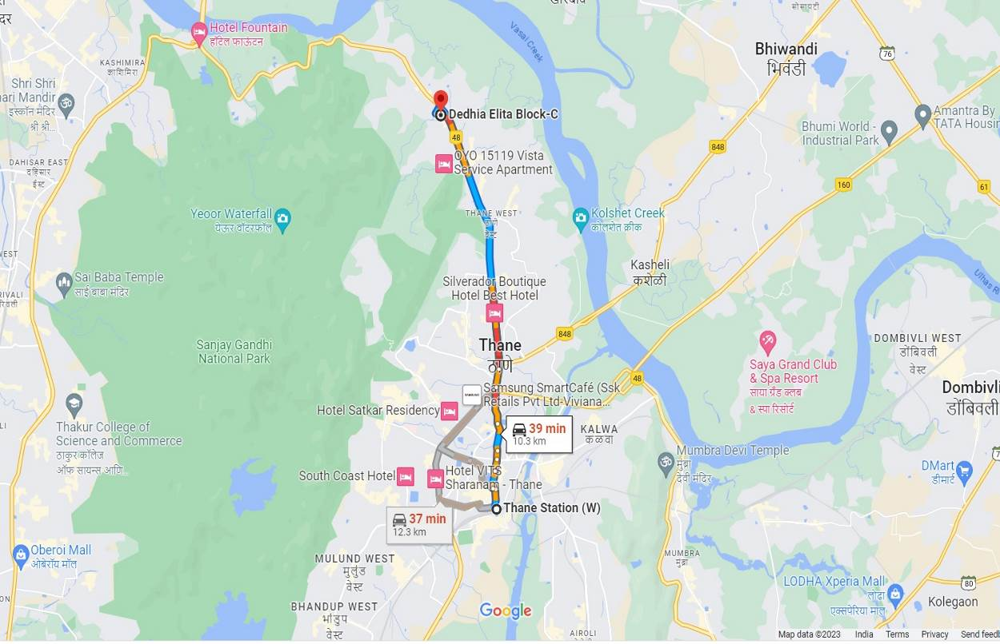 Hotel Fountain
हॉटेल फाऊंटन
KASHIMIRA
काशिमिरा
Shri Shri
ari Mandir
इस्कॉन मंदिर
श्री श्री...
DAHISAR EAST
दहिसर
ईस्ट
Vasai Creek
Bhiwandi
भिवंडी
76
Amantra By
TATA Housin
Bhumi World -
Industrial Park
Dedhia Elita Block-C
48
848
OYO 15119 Vista
Service Apartment
160
61
Yeoor Waterfall
येऊर वॉटरफॉल
THANE WEST
ठाणे
वेस्ट
Kolshet Creek
कोलशेत क्रीक
Sai Baba Temple
साई बाबा मंदिर
Kasheli
कशेळी
Silverador Boutique
Hotel Best Hotel
Ulhas R
848
Sanjay Gandhi
National Park
Thane
ठाणे
DOMBIVLI WEST
डोंबिवली
वेस्ट
Saya Grand Club
& Spa Resort
साया ग्रँड क्लब
& स्पा रिसोर्ट
48
Samsung SmartCafé (Ssk
Retails Pvt Ltd-Viviana...
Dombivli
डोंबिवली
Hotel Satkar Residency
Thakur College of
Science and Commerce
ठाकूर कॉलेज
ऑफ सायन्स आणि...
39 min
10.3 km
KALWA
कळवा
Mumbra Devi Temple
मुंब्रा
देवी मंदिर
DMart
डीमार्ट
South Coast Hotel
Hotel VITS
Sharanam - Thane
Thane Station (W)
37 min
12.3 km
Oberoi Mall
ओबेरॉय मॉल
MULUND WEST
मुलुंड
वेस्ट
MUMBRA
मुंब्रा
LODHA Xperia Mall
लोढा
एक्सपेरिया मॉल
80
Kolegaon
BHANDUP WEST
भांडुप
वेस्ट
Google
AIROLI
Map data ©2023 India Terms Privacy Send feedb